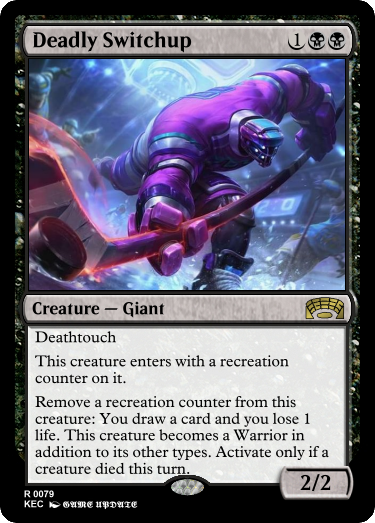 Deadly Switchup 1
Creature — Giant
Deathtouch
This creature enters with a recreation
counter on it.
Remove a recreation counter from this
creature: You draw a card and you lose 1
life. This creature becomes a Warrior in
addition to its other types. Activate only if a
creature died this turn.
2/2
R 0079
KEC GAME UPDATE